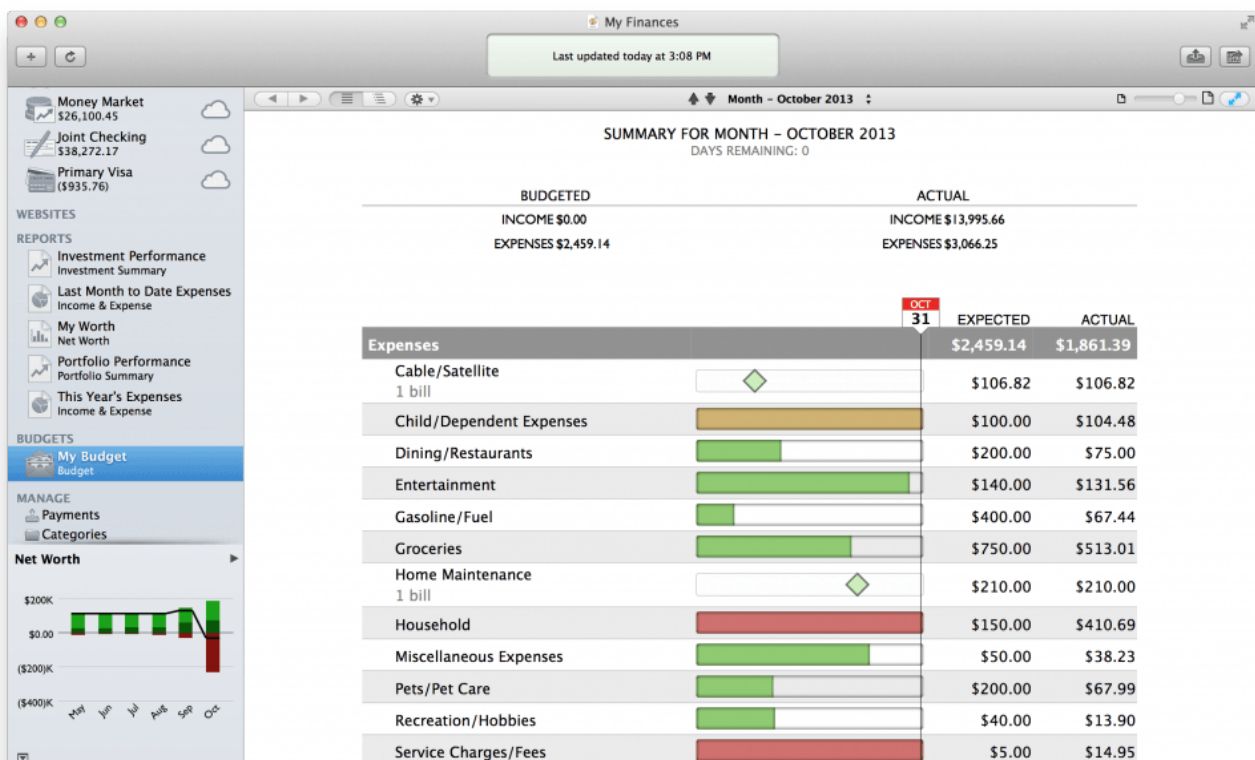 My Finances
Last updated today at 3:08 PM
Money Market
$26,100.45
Joint Checking
$38,272.17
Primary Visa
($935.76)
WEBSITES
REPORTS
Investment Performance
Investment Summary
Last Month to Date Expenses
Income & Expense
My Worth
Net Worth
Portfolio Performance
Portfolio Summary
This Year's Expenses
Income & Expense
BUDGETS
My Budget
Budget
MANAGE
Payments
Categories
Net Worth
$200K
$0.00
($200)K
($400)K
May Jun Jul Aug Sep Oct
Month – October 2013
SUMMARY FOR MONTH – OCTOBER 2013
DAYS REMAINING: 0
BUDGETED ACTUAL
INCOME $0.00 INCOME $13,995.66
EXPENSES $2,459.14 EXPENSES $3,066.25
OCT
31 EXPECTED ACTUAL
Expenses $2,459.14 $1,861.39
Cable/Satellite
1 bill
$106.82 $106.82
Child/Dependent Expenses $100.00 $104.48
Dining/Restaurants $200.00 $75.00
Entertainment $140.00 $131.56
Gasoline/Fuel $400.00 $67.44
Groceries $750.00 $513.01
Home Maintenance
1 bill
$210.00 $210.00
Household $150.00 $410.69
Miscellaneous Expenses $50.00 $38.23
Pets/Pet Care $200.00 $67.99
Recreation/Hobbies $40.00 $13.90
Service Charges/Fees $5.00 $14.95